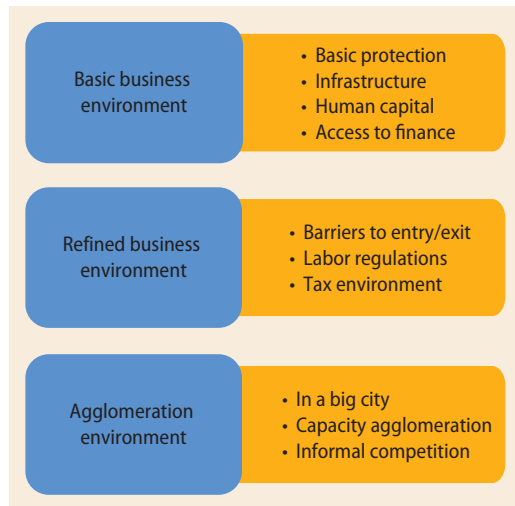 Basic business
environment
• Basic protection
• Infrastructure
• Human capital
• Access to finance
Refined business
environment
• Barriers to entry/exit
• Labor regulations
• Tax environment
Agglomeration
environment
• In a big city
• Capacity agglomeration
• Informal competition